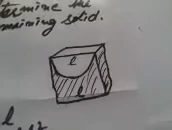 termine the
maining solid.
l
l
l